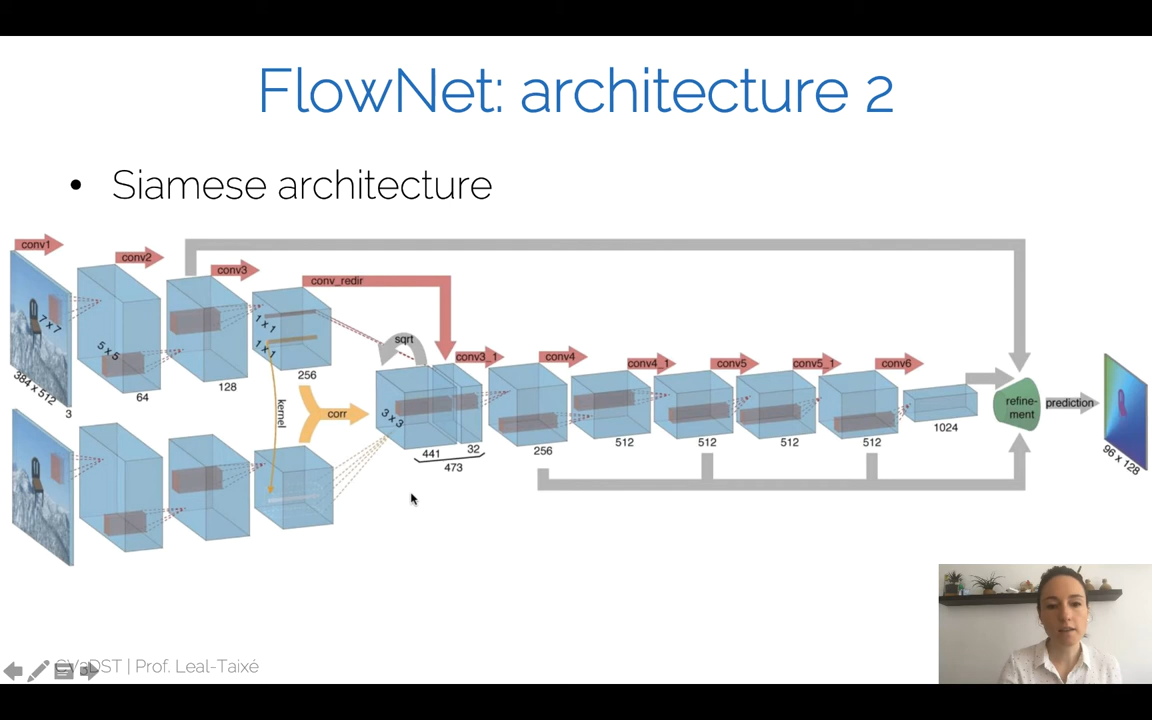 FlowNet: architecture 2
• Siamese architecture
conv1
conv2
conv3
conv_redir
7 x 7
5 x 5
1 x 1
1 x 1
384 x 512
3
64
128
256
kernel
corr
sqrt
3 x 3
441
32
473
conv3_1
conv4
conv4_1
conv5
conv5_1
conv6
256
512
512
512
512
1024
refine-
ment
prediction
96 x 128
CV3DST | Prof. Leal-Taixé